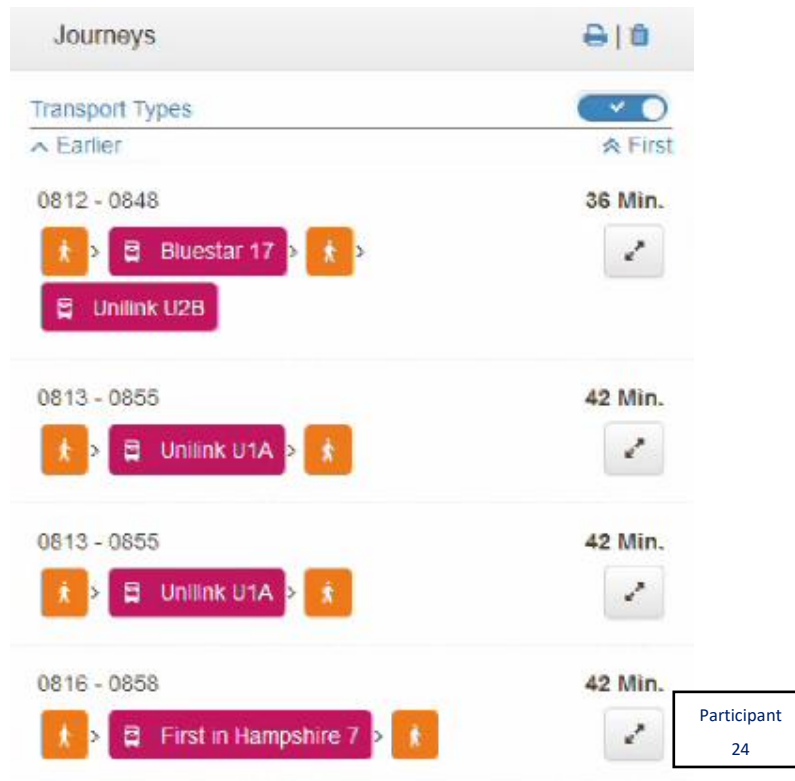 Journeys
Transport Types
Earlier First
0812 - 0848 36 Min.
> Bluestar 17 > >
Unilink U2B
0813 - 0855 42 Min.
> Unilink U1A >
0813 - 0855 42 Min.
> Unilink U1A >
0816 - 0858 42 Min.
> First in Hampshire 7 >
Participant
24